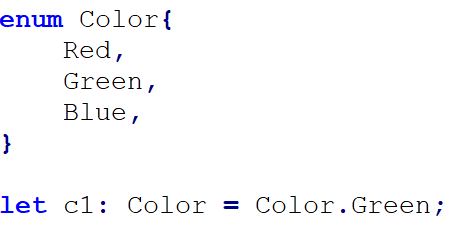 enum Color{
    Red,
    Green,
    Blue,
}

let c1: Color = Color.Green;